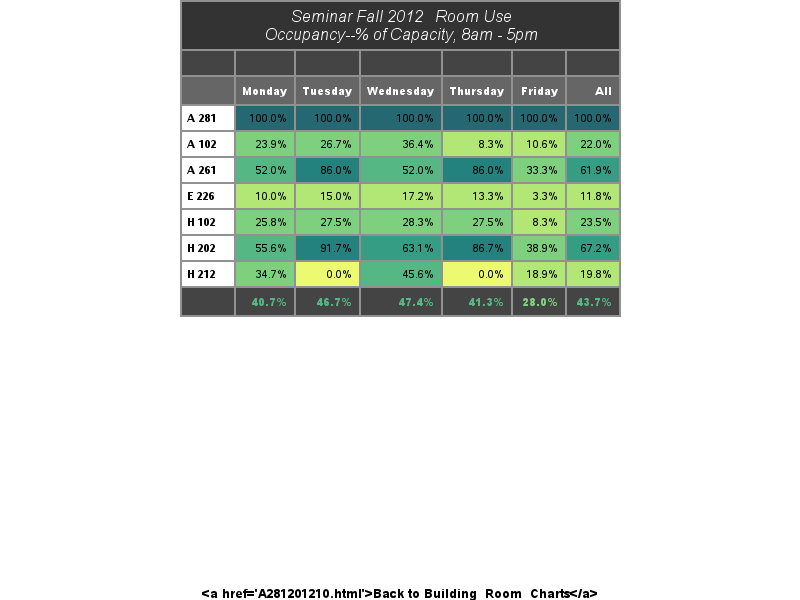 Seminar Fall 2012 Room Use
Occupancy--% of Capacity, 8am - 5pm
Monday Tuesday Wednesday Thursday Friday All
A 281 100.0% 100.0% 100.0% 100.0% 100.0% 100.0%
A 102 23.9% 26.7% 36.4% 8.3% 10.6% 22.0%
A 261 52.0% 86.0% 52.0% 86.0% 33.3% 61.9%
E 226 10.0% 15.0% 17.2% 13.3% 3.3% 11.8%
H 102 25.8% 27.5% 28.3% 27.5% 8.3% 23.5%
H 202 55.6% 91.7% 63.1% 86.7% 38.9% 67.2%
H 212 34.7% 0.0% 45.6% 0.0% 18.9% 19.8%
40.7% 46.7% 47.4% 41.3% 28.0% 43.7%
<a href='A281201210.html'>Back to Building Room Charts</a>